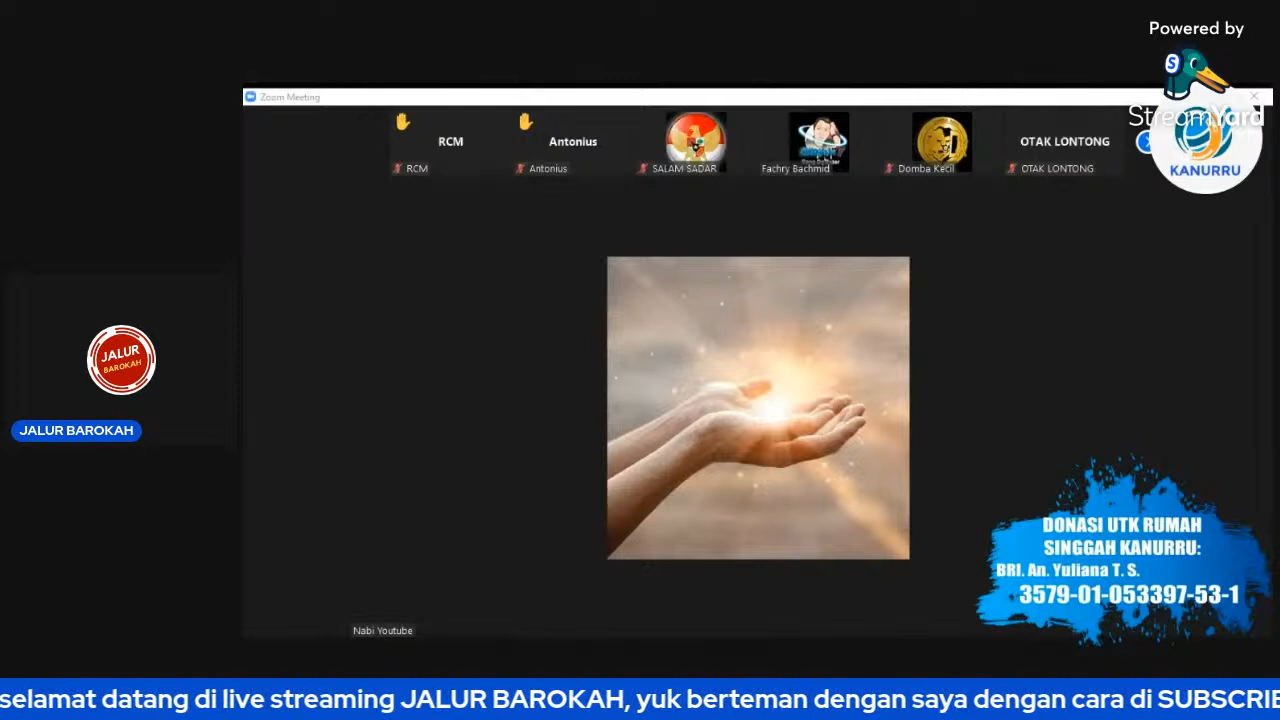 Powered by
StreamYard
Zoom Meeting
RCM
Antonius
OTAK LONTONG
KANURRU
RCM
Antonius
SALAM SADAR
Fachry Bachmid
Domba Kecil
OTAK LONTONG
JALUR
BAROKAH
JALUR BAROKAH
DONASI UTK RUMAH
SINGGAH KANURRU:
BRI. An. Yuliana T. S.
3579-01-053397-53-1
Nabi Youtube
selamat datang di live streaming JALUR BAROKAH, yuk berteman dengan saya dengan cara di SUBSCRIBE